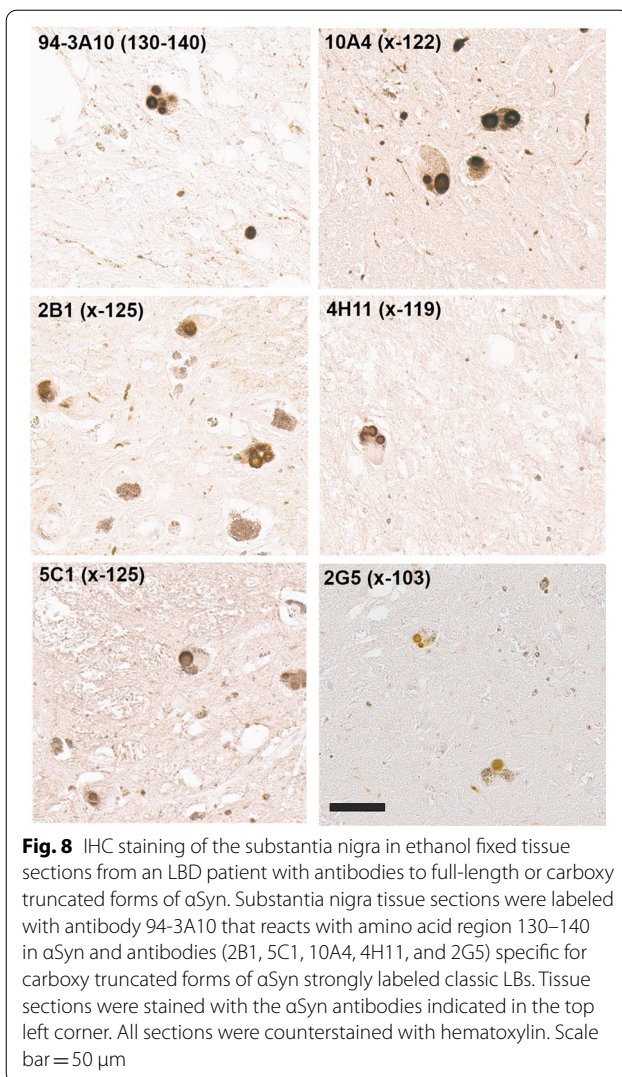 94-3A10 (130-140)
10A4 (x-122)
2B1 (x-125)
4H11 (x-119)
5C1 (x-125)
2G5 (x-103)
Fig. 8 IHC staining of the substantia nigra in ethanol fixed tissue
sections from an LBD patient with antibodies to full-length or carboxy
truncated forms of αSyn. Substantia nigra tissue sections were labeled
with antibody 94-3A10 that reacts with amino acid region 130–140
in αSyn and antibodies (2B1, 5C1, 10A4, 4H11, and 2G5) specific for
carboxy truncated forms of αSyn strongly labeled classic LBs. Tissue
sections were stained with the αSyn antibodies indicated in the top
left corner. All sections were counterstained with hematoxylin. Scale
bar = 50 μm